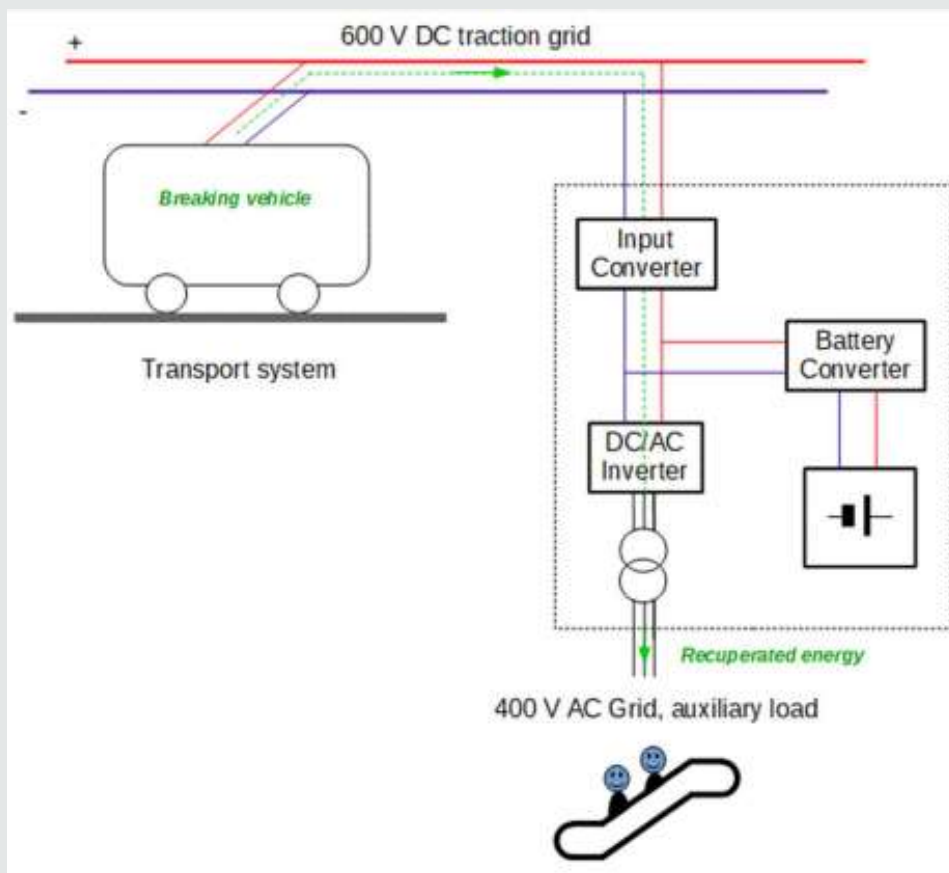 600 V DC traction grid
+
-
Breaking vehicle
Transport system
Input
Converter
Battery
Converter
DC/AC
Inverter
Recuperated energy
400 V AC Grid, auxiliary load